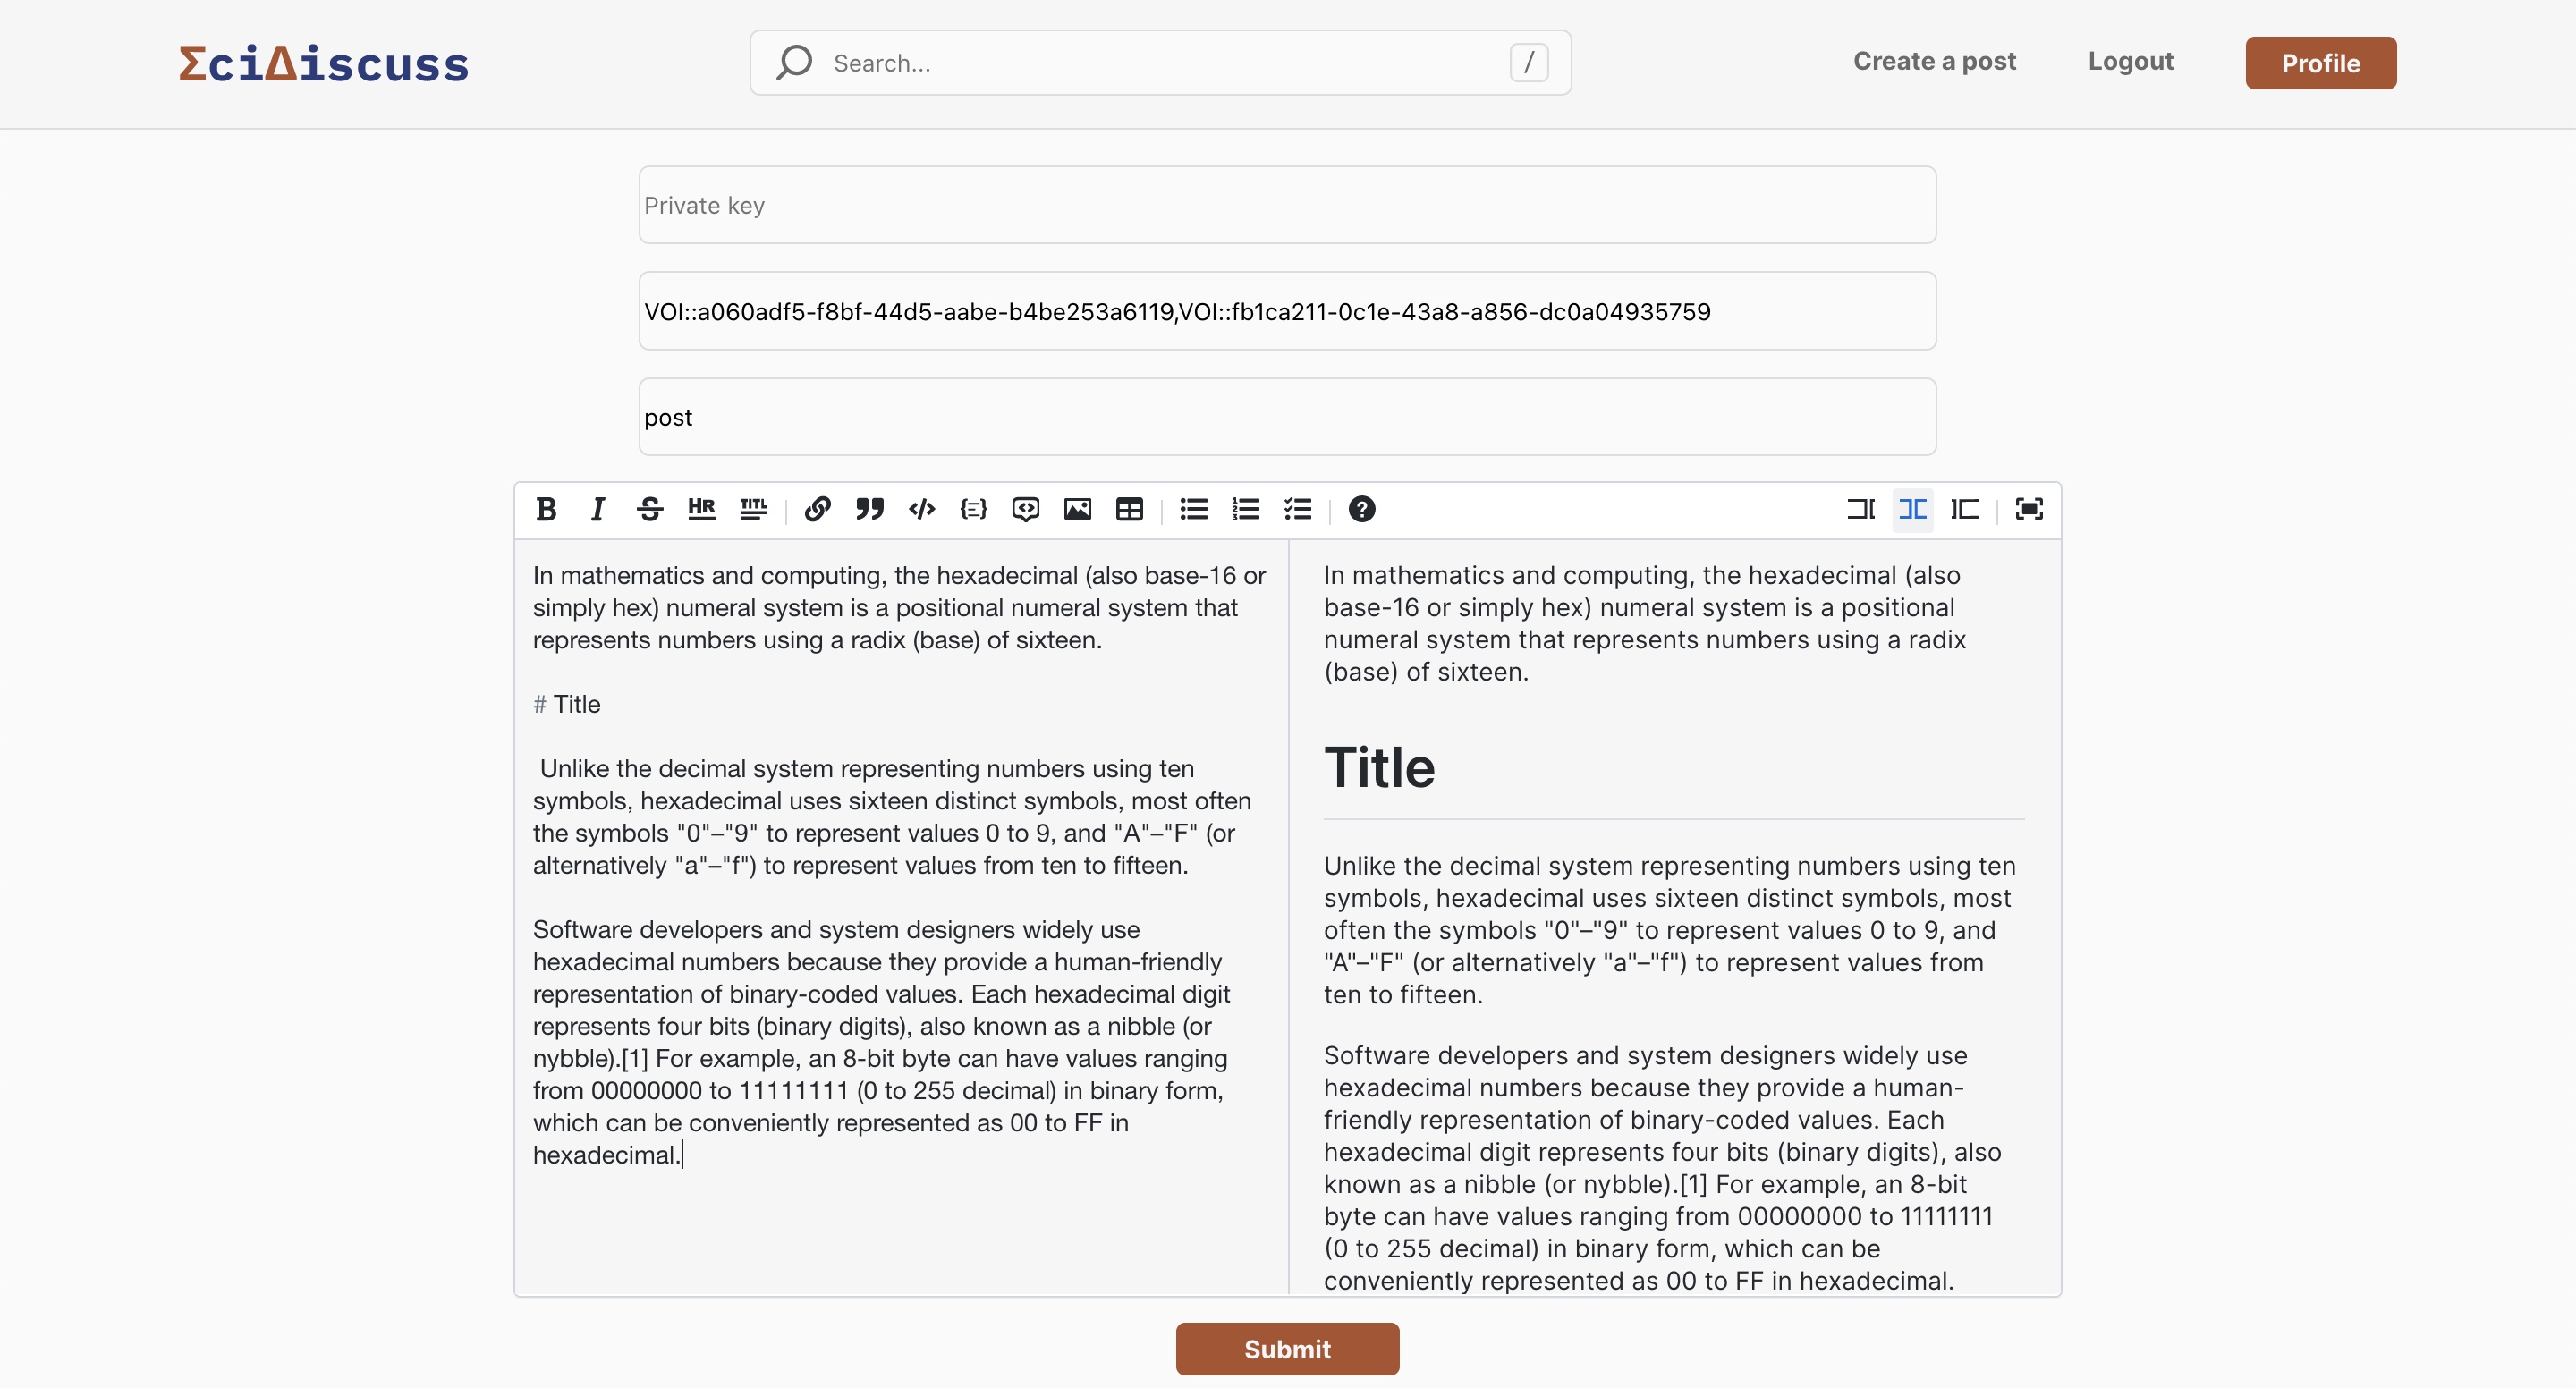 ΣciΔiscuss
Search...
/
Create a post
Logout
Profile
Private key
VOI::a060adf5-f8bf-44d5-aabe-b4be253a6119,VOI::fb1ca211-0c1e-43a8-a856-dc0a04935759
post
B I S HR TITL
In mathematics and computing, the hexadecimal (also base-16 or
simply hex) numeral system is a positional numeral system that
represents numbers using a radix (base) of sixteen.
# Title
Unlike the decimal system representing numbers using ten
symbols, hexadecimal uses sixteen distinct symbols, most often
the symbols "0"–"9" to represent values 0 to 9, and "A"–"F" (or
alternatively "a"–"f") to represent values from ten to fifteen.
Software developers and system designers widely use
hexadecimal numbers because they provide a human-friendly
representation of binary-coded values. Each hexadecimal digit
represents four bits (binary digits), also known as a nibble (or
nybble).[1] For example, an 8-bit byte can have values ranging
from 00000000 to 11111111 (0 to 255 decimal) in binary form,
which can be conveniently represented as 00 to FF in
hexadecimal.
In mathematics and computing, the hexadecimal (also
base-16 or simply hex) numeral system is a positional
numeral system that represents numbers using a radix
(base) of sixteen.
Title
Unlike the decimal system representing numbers using ten
symbols, hexadecimal uses sixteen distinct symbols, most
often the symbols "0"–"9" to represent values 0 to 9, and
"A"–"F" (or alternatively "a"–"f") to represent values from
ten to fifteen.
Software developers and system designers widely use
hexadecimal numbers because they provide a human-
friendly representation of binary-coded values. Each
hexadecimal digit represents four bits (binary digits), also
known as a nibble (or nybble).[1] For example, an 8-bit
byte can have values ranging from 00000000 to 11111111
(0 to 255 decimal) in binary form, which can be
conveniently represented as 00 to FF in hexadecimal.
Submit